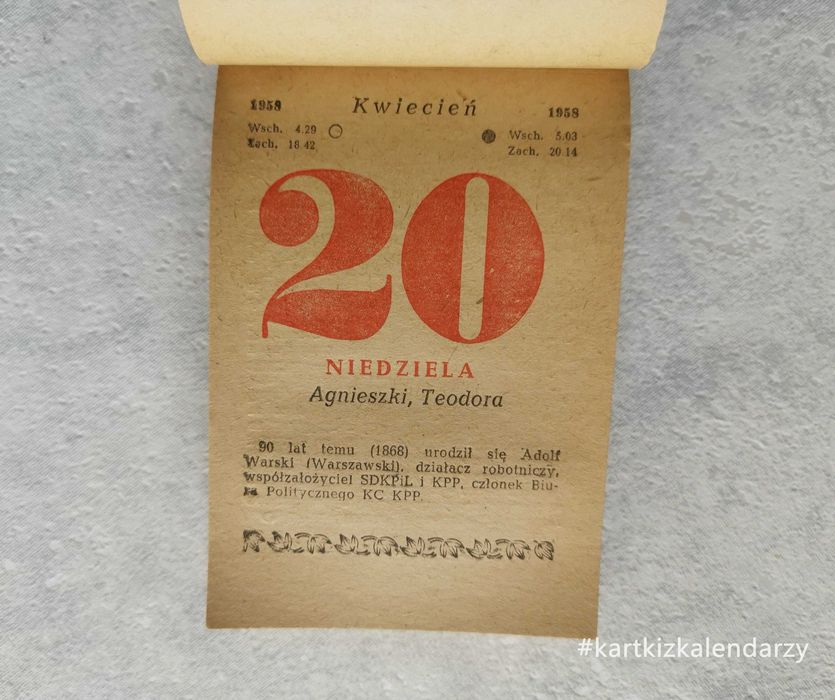 1958 Kwiecień 1958
Wsch. 4.29 Wsch. 5.03
Zach. 18.42 Zach. 20.14
20
NIEDZIELA
Agnieszki, Teodora
90 lat temu (1868) urodził się Adolf
Warski (Warszawski), działacz robotniczy,
współzałożyciel SDKPiL i KPP, członek Biu-
ra Politycznego KC KPP.
#kartkizkalendarzy